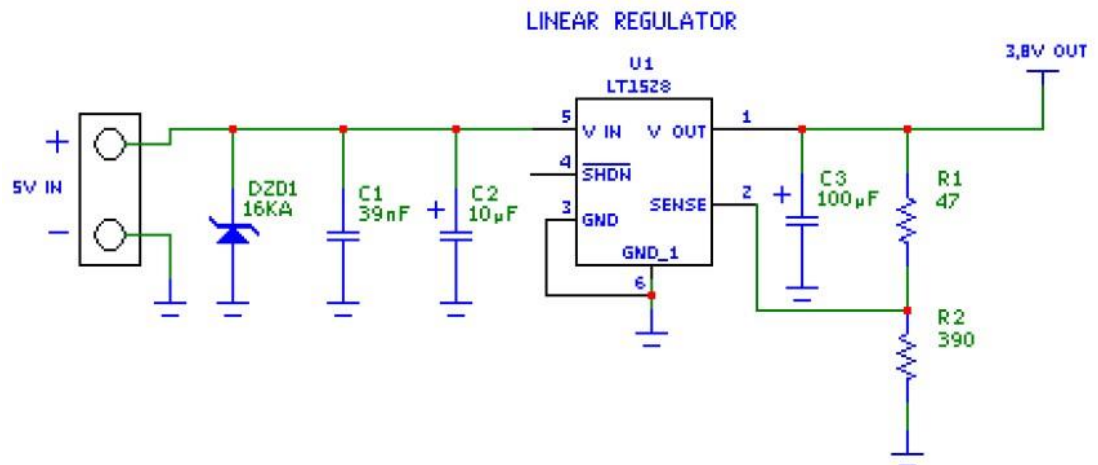 LINEAR REGULATOR
3,8V OUT
U1
LT1528
5
V IN
V OUT
1
4
SHDN
3
GND
SENSE
2
GND_1
6
+
5V IN
−
DZD1
16KA
C1
39nF
+
C2
10µF
+
C3
100µF
R1
47
R2
390